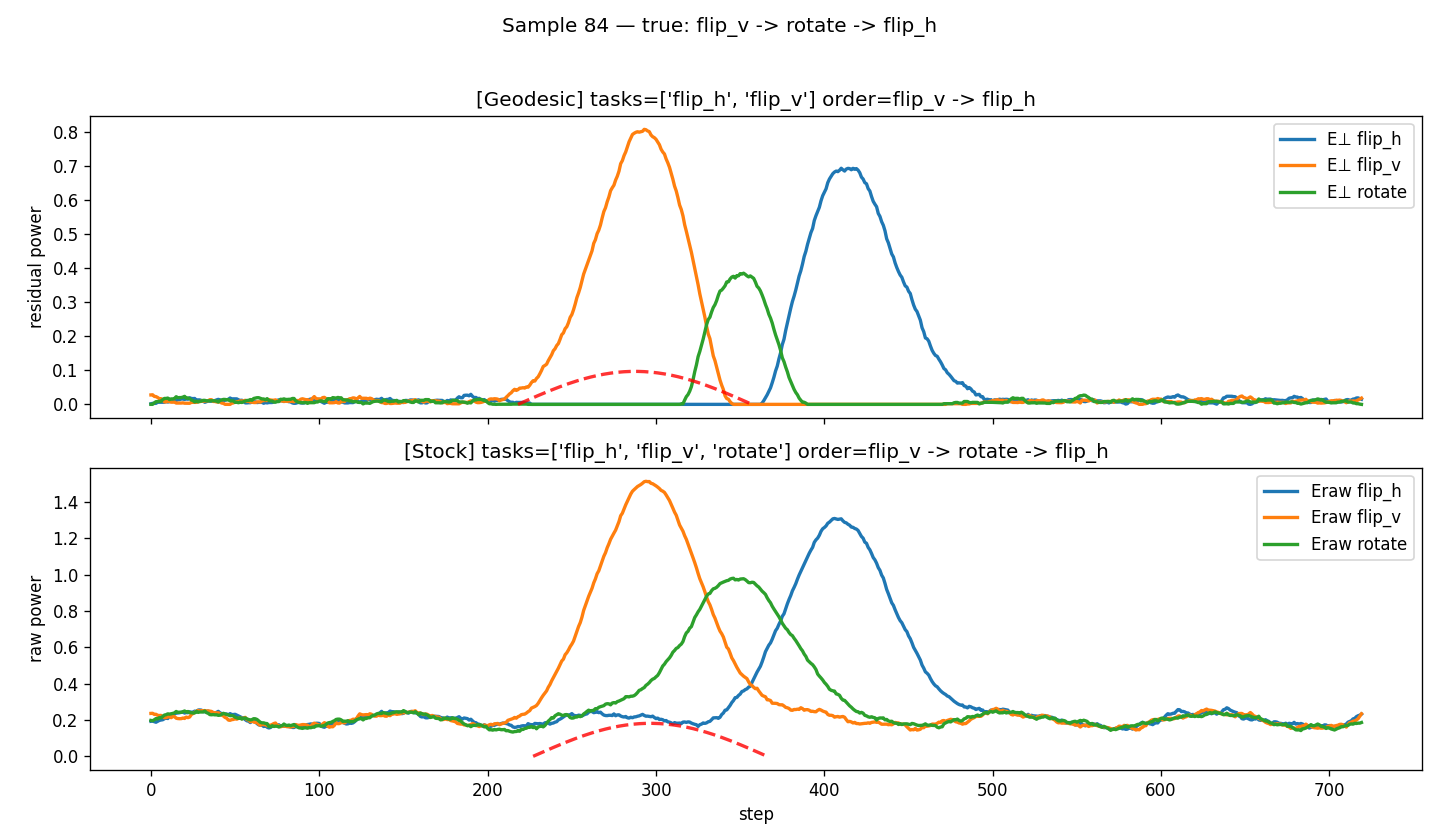 Sample 84 — true: flip_v -> rotate -> flip_h
[Geodesic] tasks=['flip_h', 'flip_v'] order=flip_v -> flip_h
0.8
0.7
0.6
0.5
0.4
0.3
0.2
0.1
0.0
residual power
E⊥ flip_h
E⊥ flip_v
E⊥ rotate
[Stock] tasks=['flip_h', 'flip_v', 'rotate'] order=flip_v -> rotate -> flip_h
1.4
1.2
1.0
0.8
0.6
0.4
0.2
0.0
raw power
Eraw flip_h
Eraw flip_v
Eraw rotate
0 100 200 300 400 500 600 700
step